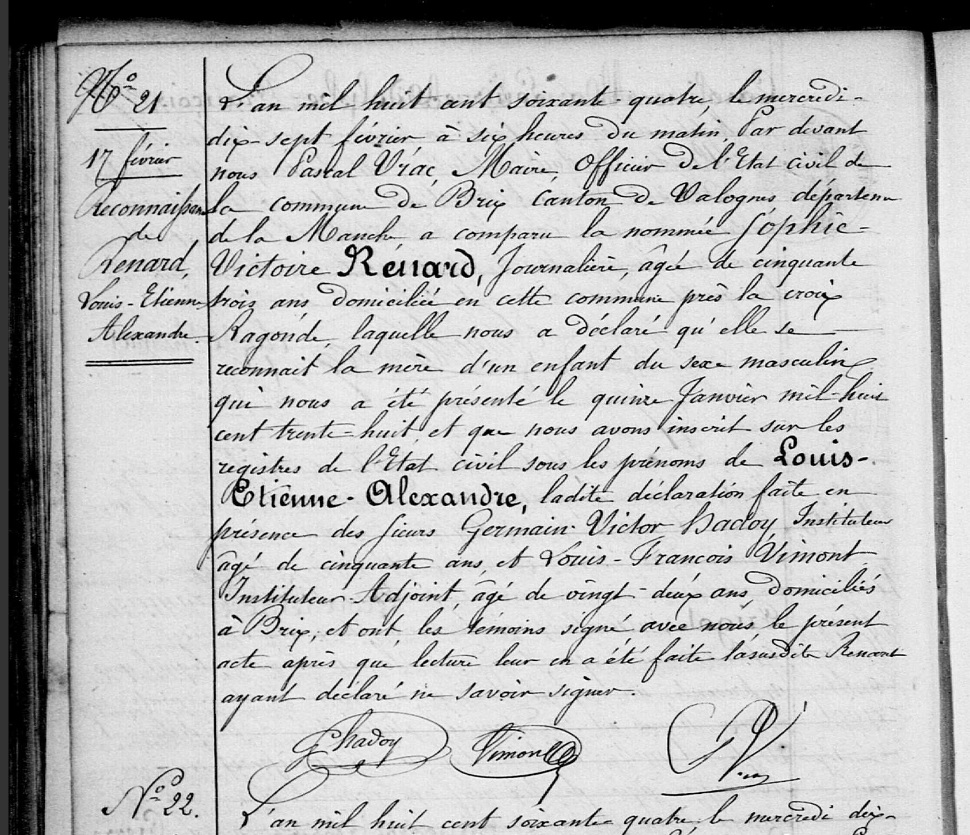 No 21
17 février
Reconnaissan
de
Renard,
Louis-Etienne
Alexandre.
L'an mil huit cent soixante quatre, le mercredi-
dix-sept février, à six heures du matin, Par devant
nous Pascal Viac, Maire, Officier de l'Etat civil de
la commune de Brix Canton de Valognes départem
de la Manche a comparu la nommée Sophie-
Victoire Renard, Journalière, âgée de cinquante
trois ans domiciliée en cette commune près la croix
Ragonde, laquelle nous a déclaré qu'elle se
reconnait la mère d'un enfant du sexe masculin
qui nous a été présenté le quinze Janvier mil-huit
cent trente-huit, et que nous avons inscrit sur les
registres de l'Etat civil sous les prénoms de Louis-
Etienne-Alexandre, ladite déclaration faite en
présence des sieurs Germain Victor hadoy Instituteur
âgé de cinquante ans, et Louis-François Vimont
Instituteur Adjoint, âgé de vingt-deux ans domiciliés
à Brix, et ont les témoins signé avec nous le présent
acte après que lecture leur en a été faite la susdite Renard
ayant déclaré ne savoir signer.
Ghadoy Vimont
No 22.
L'an mil huit cent soixante quatre, le mercredi dix-